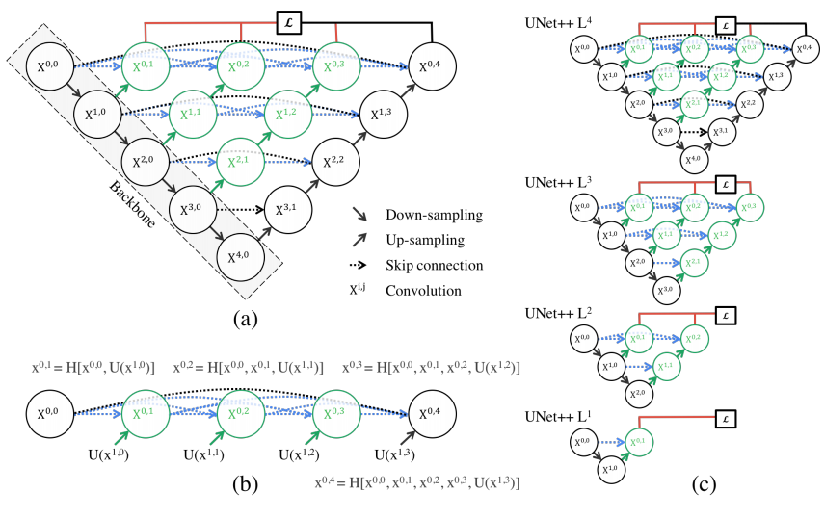 ℒ
X^0,0
X^0,1
X^0,2
X^3,3
X^0,4
X^1,0
X^1,1
X^1,2
X^1,3
X^2,0
X^2,1
X^2,2
X^3,0
X^3,1
X^4,0
Backbone
Down-sampling
Up-sampling
Skip connection
X^i,j Convolution
(a)
x^0,1 = H[x^0,0, U(x^1,0)] x^0,2 = H[x^0,0, x^0,1, U(x^1,1)] x^0,3 = H[x^0,0, x^0,1, x^0,2, U(x^1,2)]
X^0,0 X^0,1 X^0,2 X^3,3 X^0,4
U(x^1,0) U(x^1,1) U(x^1,2) U(x^1,3)
(b)
x^0,4 = H[x^0,0, x^0,1, x^0,2, x^0,3, U(x^1,3)]
UNet++ L^4
ℒ
X^0,0 X^0,1 X^0,2 X^0,3 X^0,4
X^1,0 X^1,1 X^1,2 X^1,3
X^2,0 X^2,1 X^2,2
X^3,0 X^3,1
X^4,0
UNet++ L^3
ℒ
X^0,0 X^0,1 X^0,2 X^0,3
X^1,0 X^1,1 X^1,2
X^2,0 X^2,1
X^3,0
UNet++ L^2
ℒ
X^0,0 X^0,1 X^0,2
X^1,0 X^1,1
X^2,0
UNet++ L^1
ℒ
X^0,0 X^0,1
X^1,0
(c)